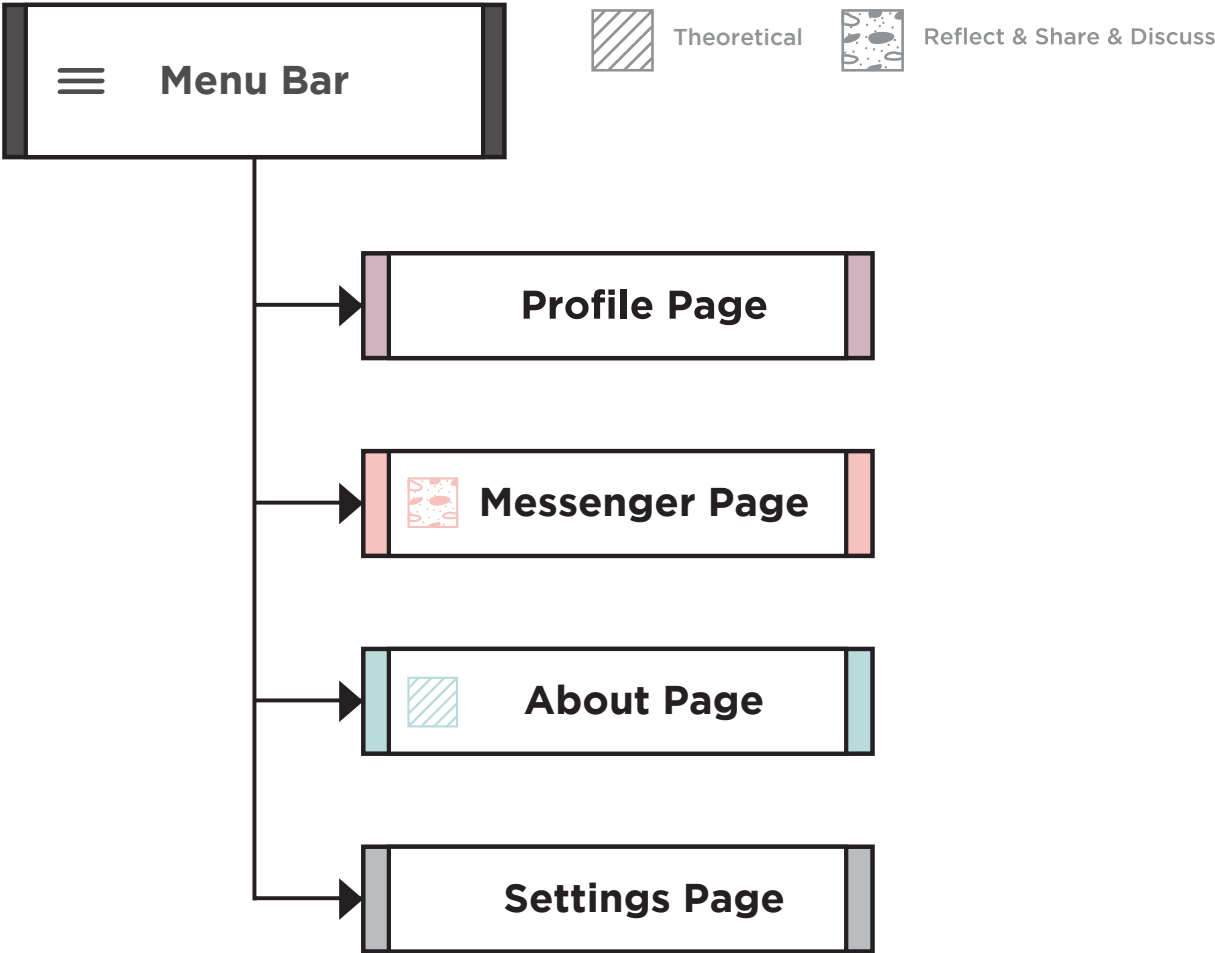 Menu Bar
Theoretical
Reflect & Share & Discuss
Profile Page
Messenger Page
About Page
Settings Page